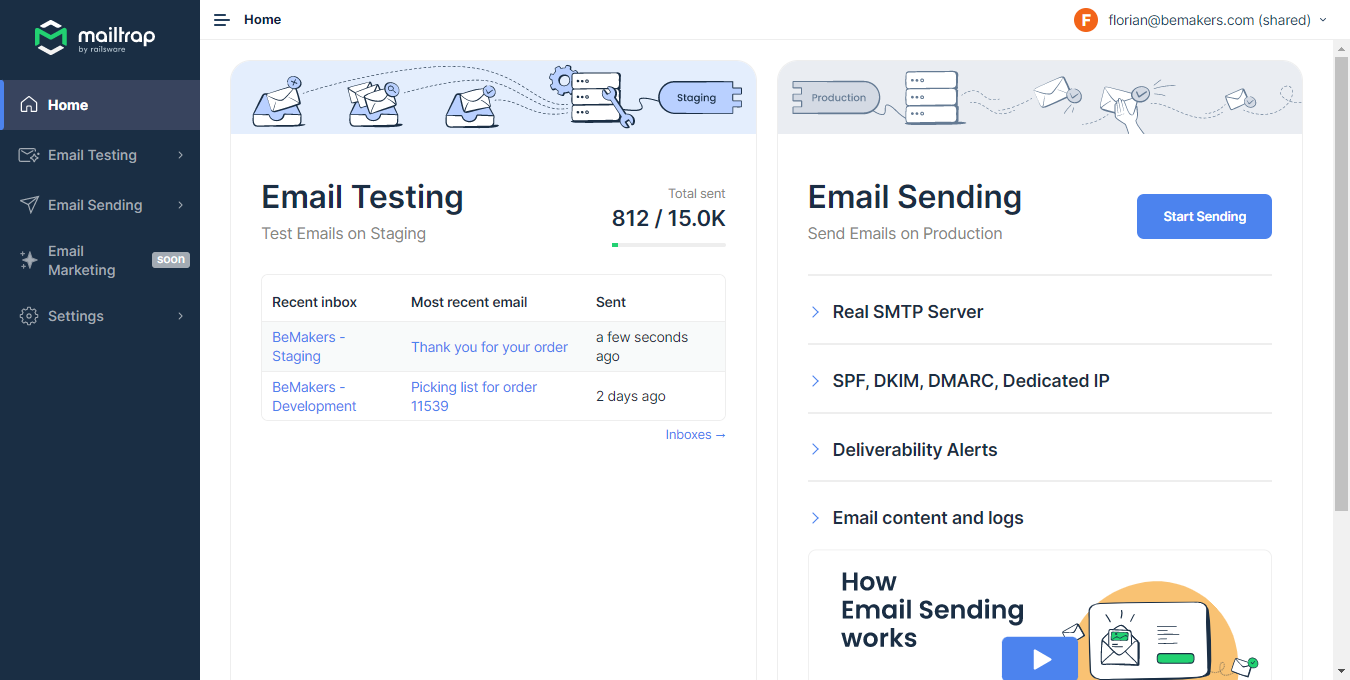 mailtrap
by railsware
Home
Email Testing
Email Sending
Email
Marketing
soon
Settings
Home
F
florian@bemakers.com (shared)
Staging
Email Testing
Test Emails on Staging
Total sent
812 / 15.0K
Recent inbox Most recent email Sent
BeMakers -
Staging
Thank you for your order
a few seconds
ago
BeMakers -
Development
Picking list for order
11539
2 days ago
Inboxes →
Production
Email Sending
Send Emails on Production
Start Sending
Real SMTP Server
SPF, DKIM, DMARC, Dedicated IP
Deliverability Alerts
Email content and logs
How
Email Sending
works